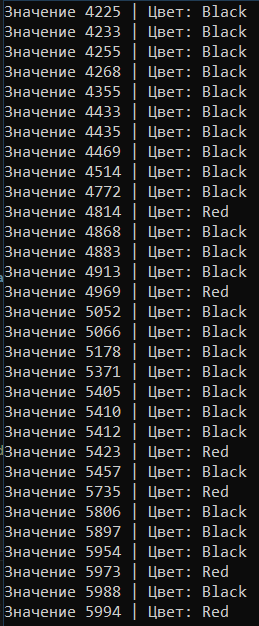 Значение 4225 | Цвет: Black
Значение 4233 | Цвет: Black
Значение 4255 | Цвет: Black
Значение 4268 | Цвет: Black
Значение 4355 | Цвет: Black
Значение 4433 | Цвет: Black
Значение 4435 | Цвет: Black
Значение 4469 | Цвет: Black
Значение 4514 | Цвет: Black
Значение 4772 | Цвет: Black
Значение 4814 | Цвет: Red
Значение 4868 | Цвет: Black
Значение 4883 | Цвет: Black
Значение 4913 | Цвет: Black
Значение 4969 | Цвет: Red
Значение 5052 | Цвет: Black
Значение 5066 | Цвет: Black
Значение 5178 | Цвет: Black
Значение 5371 | Цвет: Black
Значение 5405 | Цвет: Black
Значение 5410 | Цвет: Black
Значение 5412 | Цвет: Black
Значение 5423 | Цвет: Red
Значение 5457 | Цвет: Black
Значение 5735 | Цвет: Red
Значение 5806 | Цвет: Black
Значение 5897 | Цвет: Black
Значение 5954 | Цвет: Black
Значение 5973 | Цвет: Red
Значение 5988 | Цвет: Black
Значение 5994 | Цвет: Red